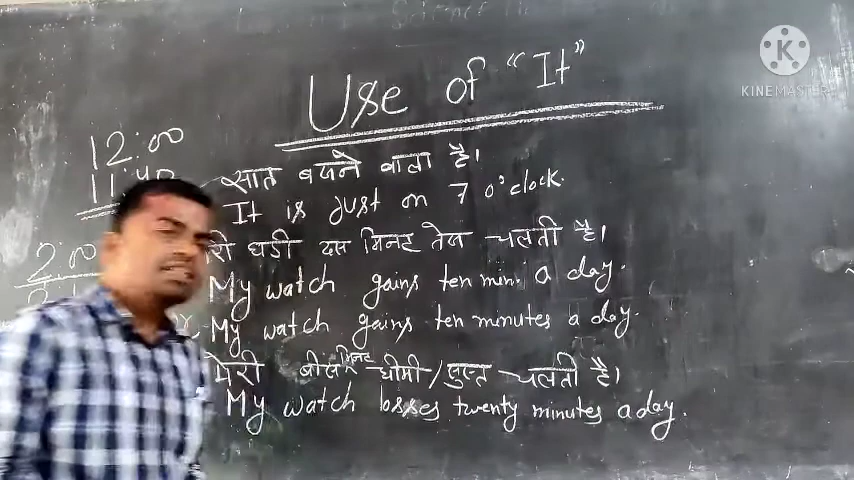 Science
KINEMASTER
Use of "It"
12:00
11:40
सात बजने वाला है।
It is just on 7 o'clock.
री घड़ी दस मिनट तेज चलती है।
2:00
My watch gains ten min. a day.
My watch gains ten minutes a day.
मेरी बीस मिनट धीमी/सुस्त चलती है।
My watch losses twenty minutes a day.